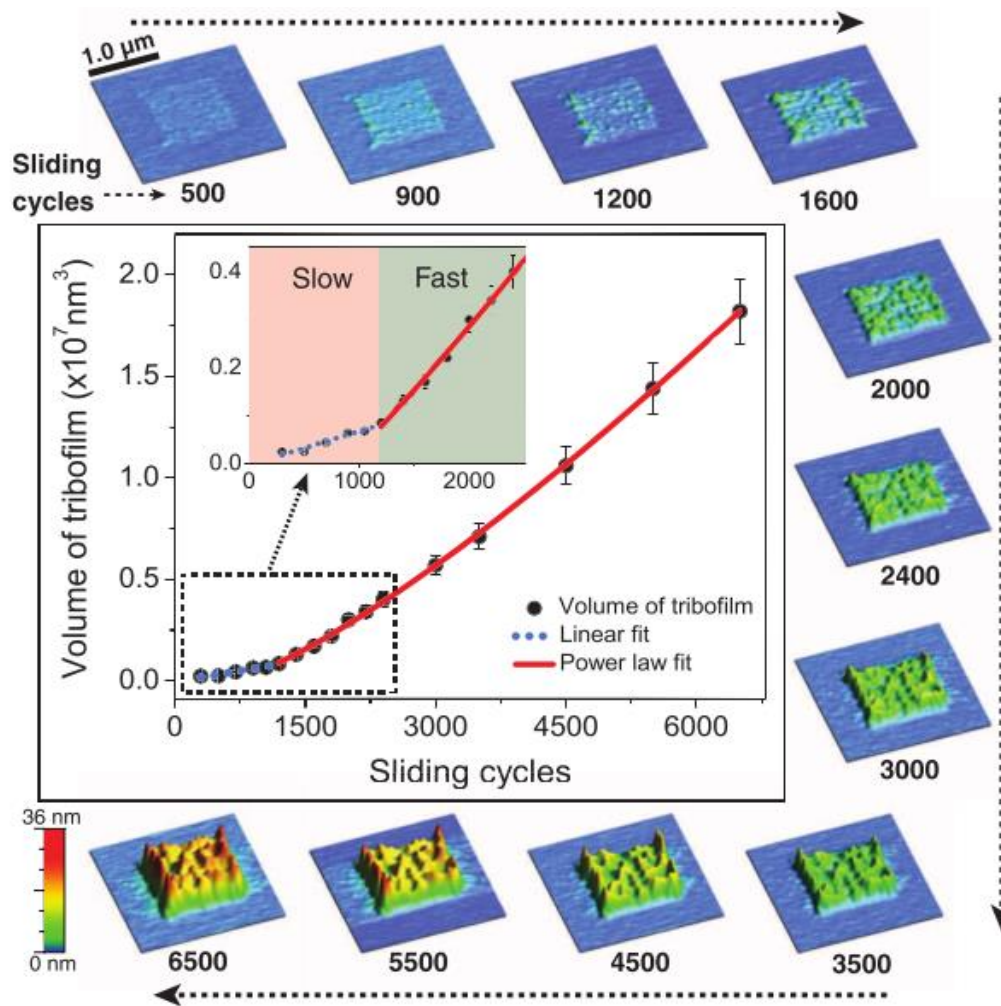 1.0 µm
Sliding
cycles
500
900
1200
1600
Volume of tribofilm (x10⁷nm³)
2.0
1.5
1.0
0.5
0.0
0.4
0.2
0.0
Slow
Fast
0
1000
2000
Volume of tribofilm
Linear fit
Power law fit
0
1500
3000
4500
6000
Sliding cycles
2000
2400
3000
36 nm
0 nm
6500
5500
4500
3500